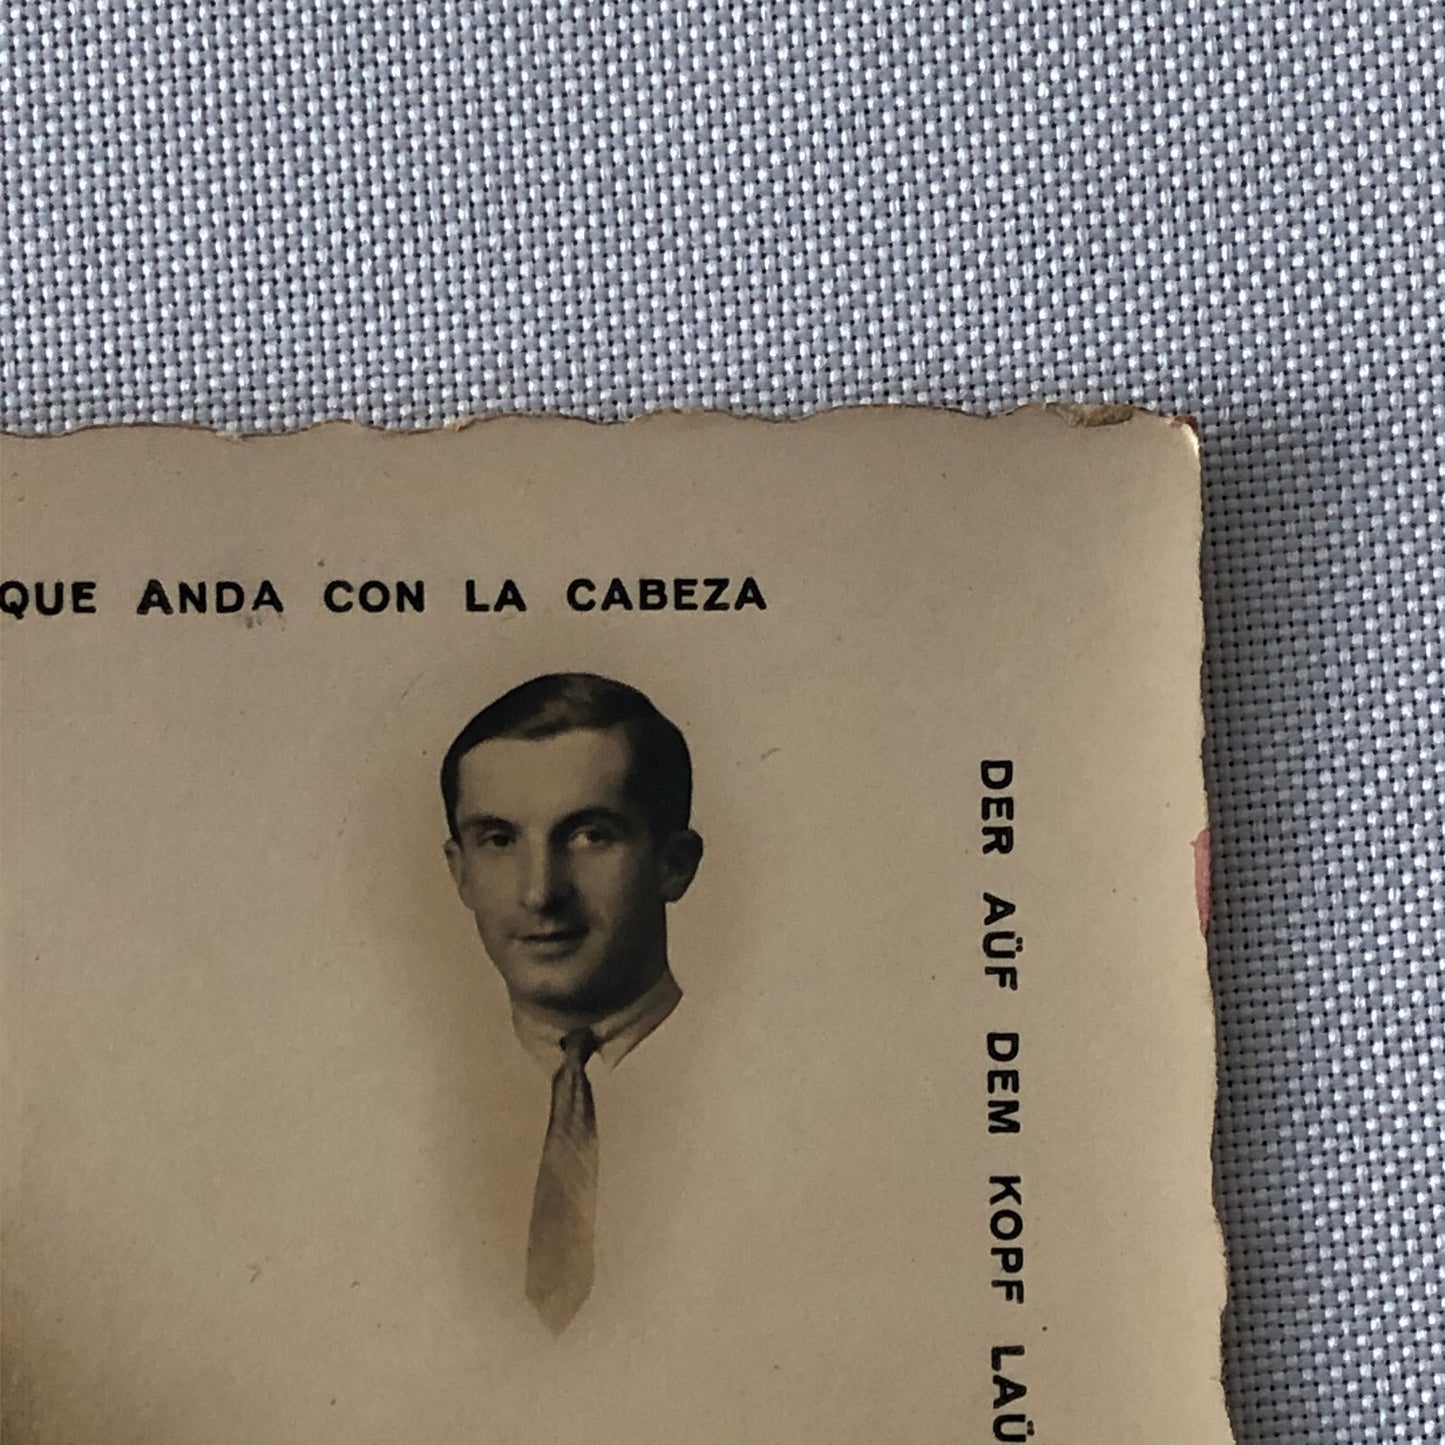 QUE ANDA CON LA CABEZA
DER AÜF DEM KOPF LAÜ